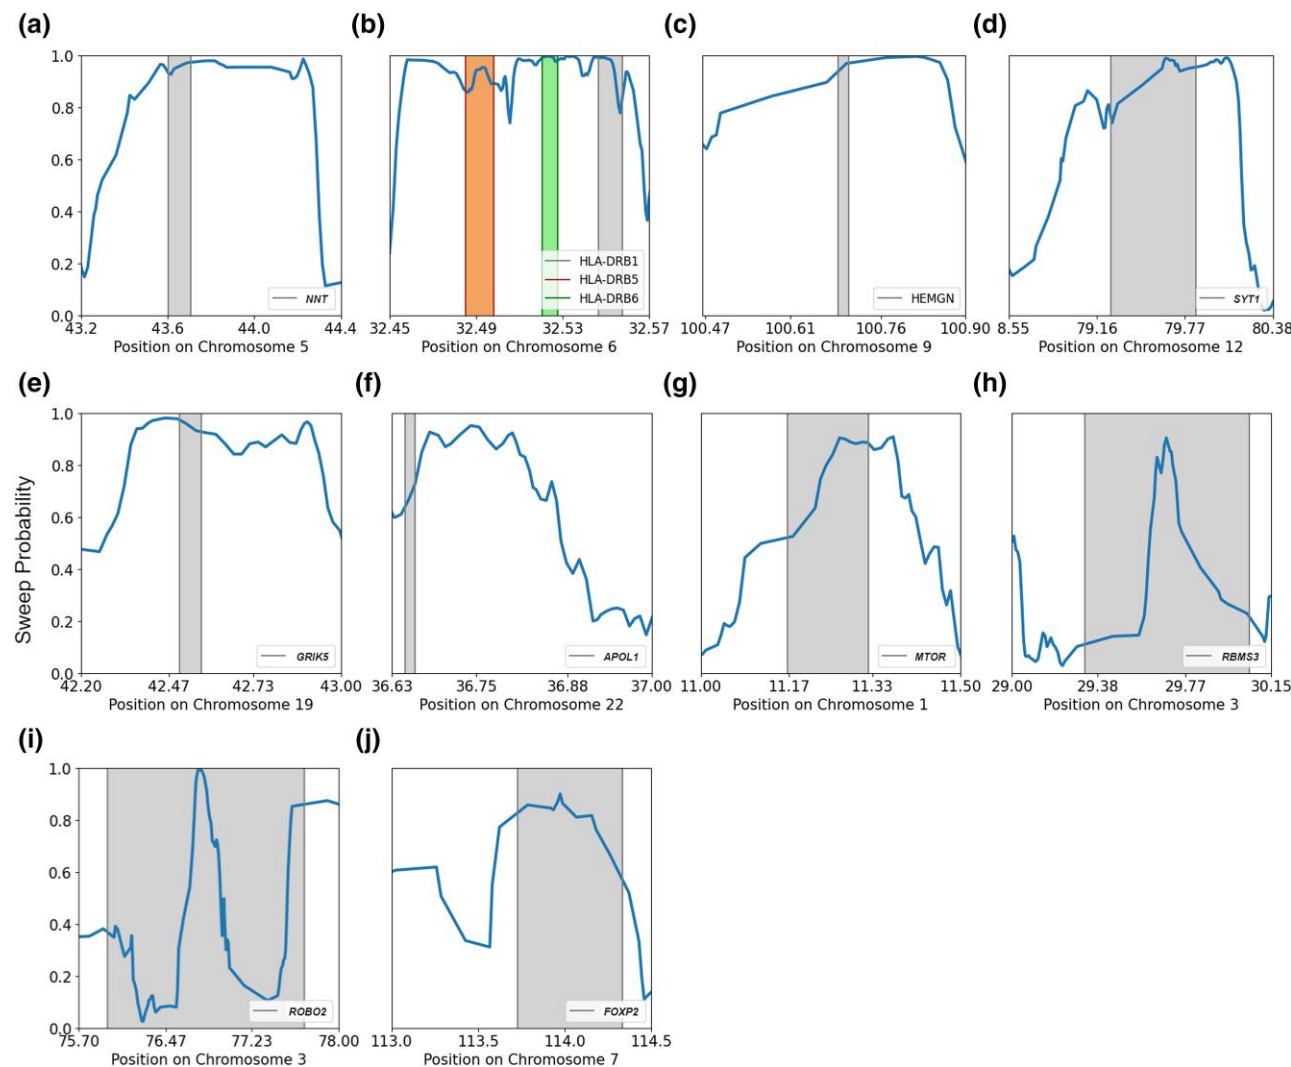 (a) (b) (c) (d)
1.0
0.8
0.6
0.4
0.2
0.0
NNT
HLA-DRB1
HLA-DRB5
HLA-DRB6
HEMGN
SYT1
43.2 43.6 44.0 44.4 32.45 32.49 32.53 32.57 100.47 100.61 100.76 100.90 8.55 79.16 79.77 80.38
Position on Chromosome 5 Position on Chromosome 6 Position on Chromosome 9 Position on Chromosome 12
(e) (f) (g) (h)
Sweep Probability
1.0
0.8
0.6
0.4
0.2
0.0
GRIK5 APOL1 MTOR RBMS3
42.20 42.47 42.73 43.00 36.63 36.75 36.88 37.00 11.00 11.17 11.33 11.50 29.00 29.38 29.77 30.15
Position on Chromosome 19 Position on Chromosome 22 Position on Chromosome 1 Position on Chromosome 3
(i) (j)
1.0
0.8
0.6
0.4
0.2
0.0
ROBO2 FOXP2
75.70 76.47 77.23 78.00 113.0 113.5 114.0 114.5
Position on Chromosome 3 Position on Chromosome 7